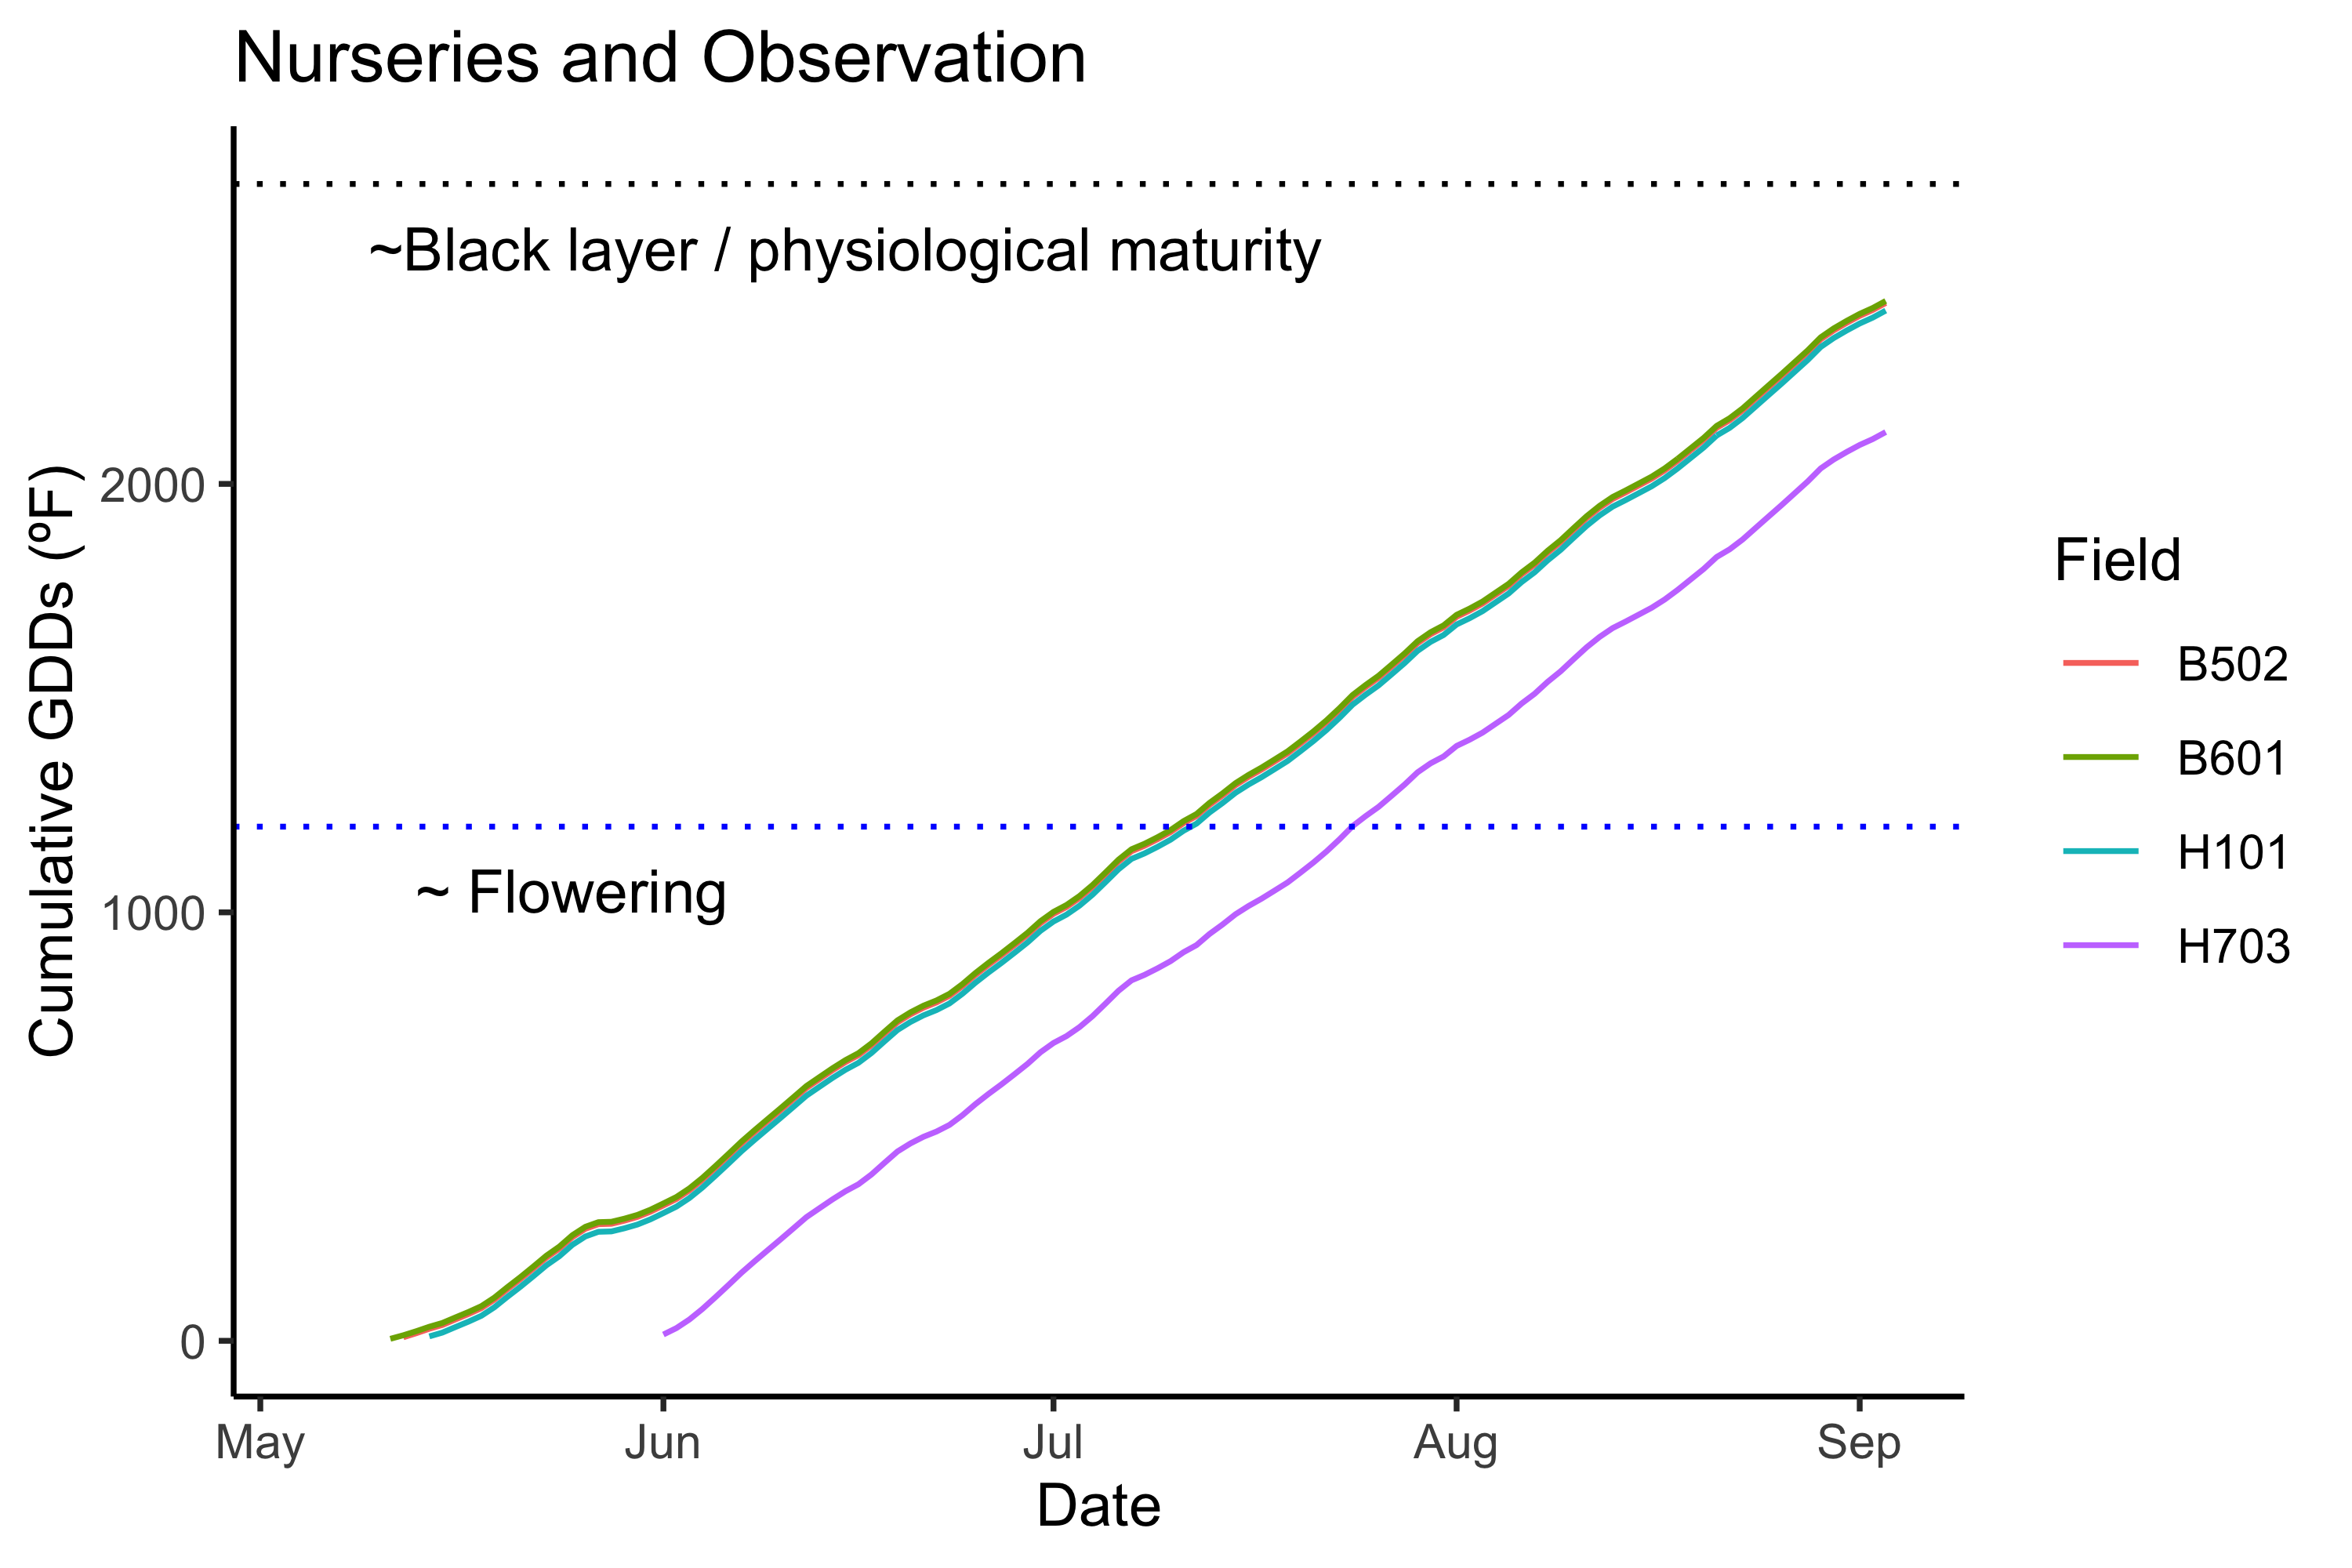 Nurseries and Observation
~Black layer / physiological maturity
~ Flowering
Cumulative GDDs (ºF)
2000
1000
0
May
Jun
Jul
Aug
Sep
Date
Field
B502
B601
H101
H703